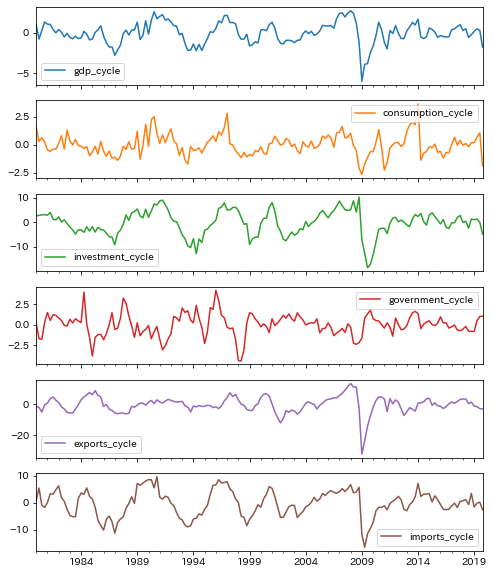 0
−5
gdp_cycle
2.5
0.0
−2.5
consumption_cycle
10
0
−10
investment_cycle
2.5
0.0
−2.5
government_cycle
0
−20
exports_cycle
10
0
−10
imports_cycle
1984 1989 1994 1999 2004 2009 2014 2019